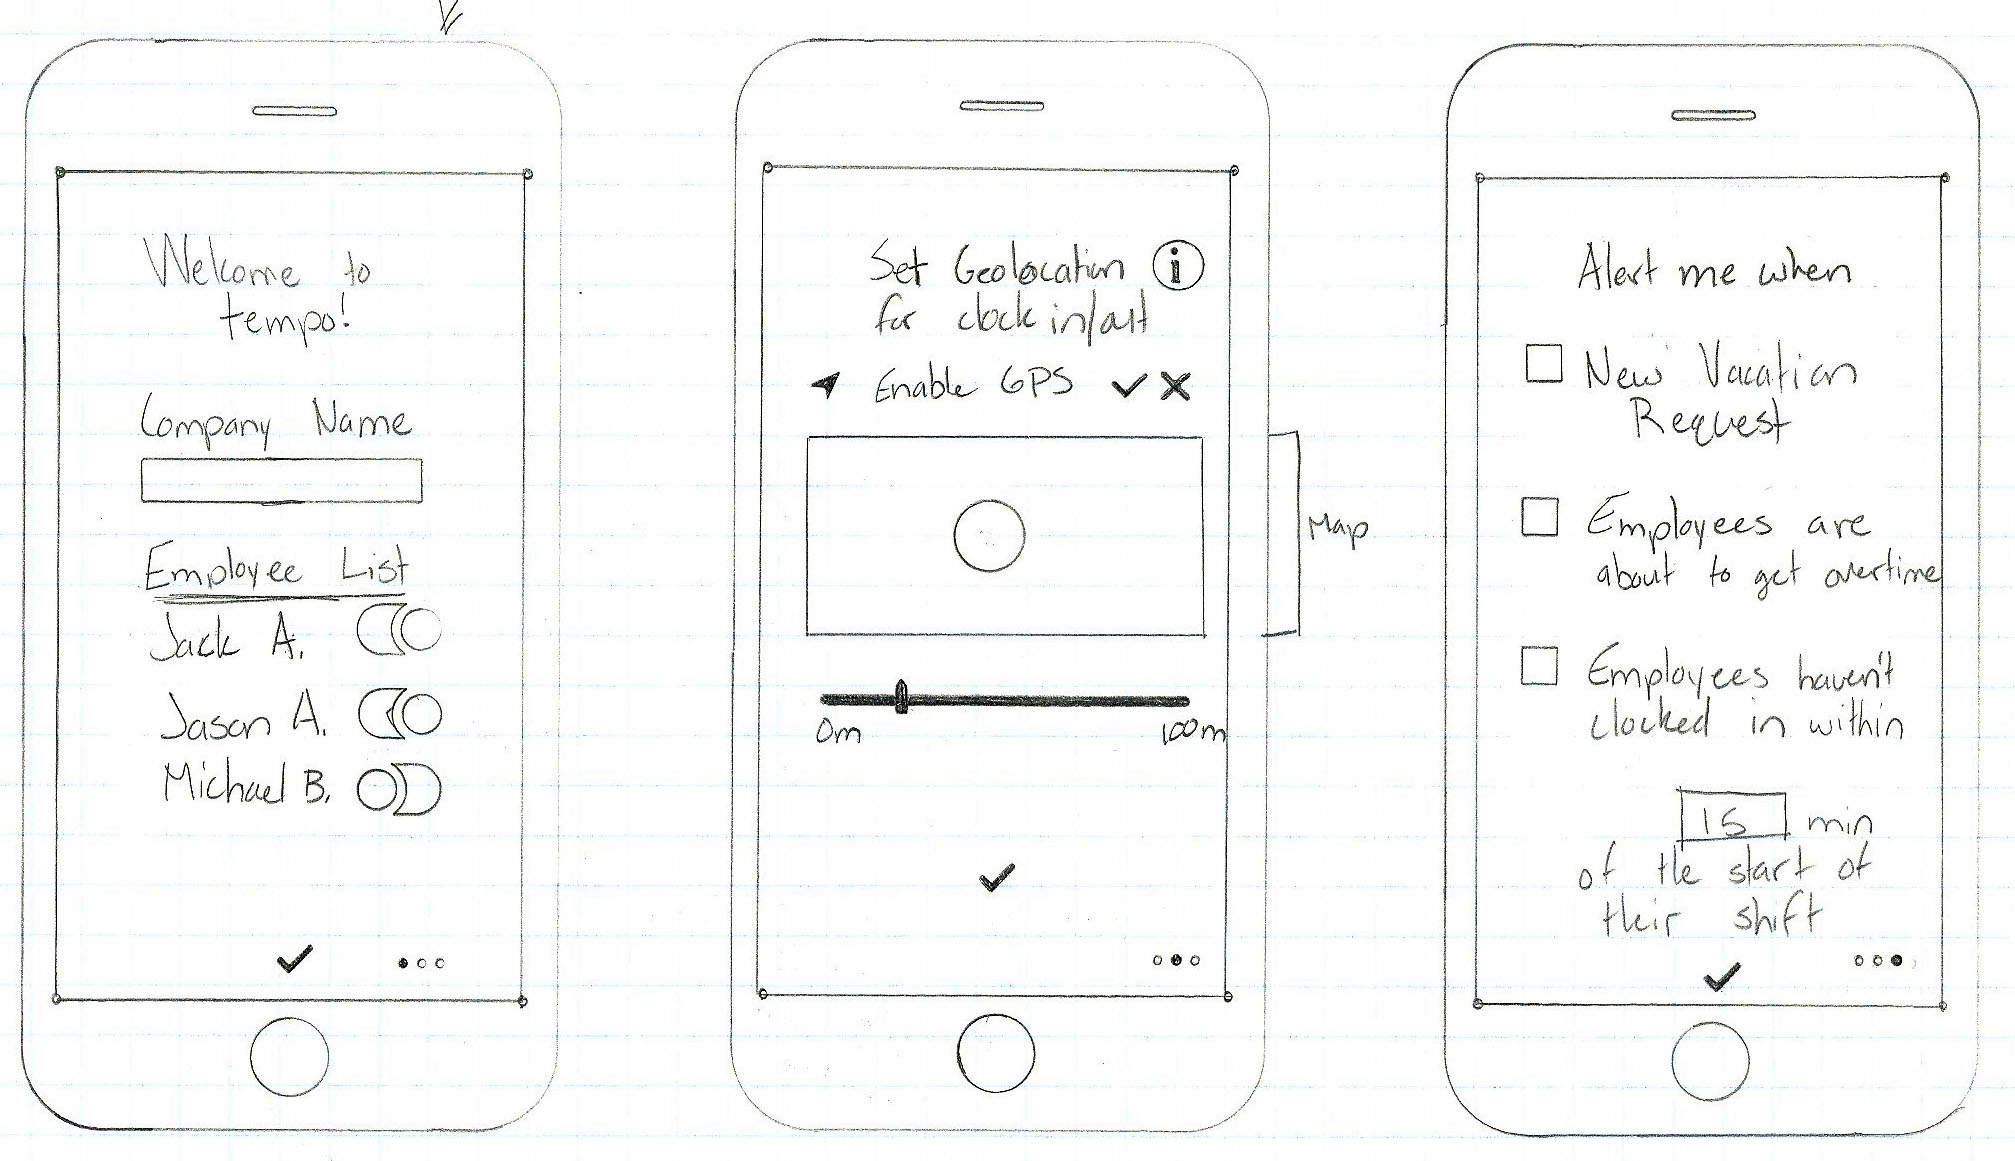 Welcome to
tempo!
Company Name
Employee List
Jack A.
Jason A.
Michael B.
Set Geolocation i
for clock in/out
Enable GPS
Map
0m 100m
Alert me when
New Vacation
Request
Employees are
about to get overtime
Employees haven't
clocked in within
15 min
of the start of
their shift